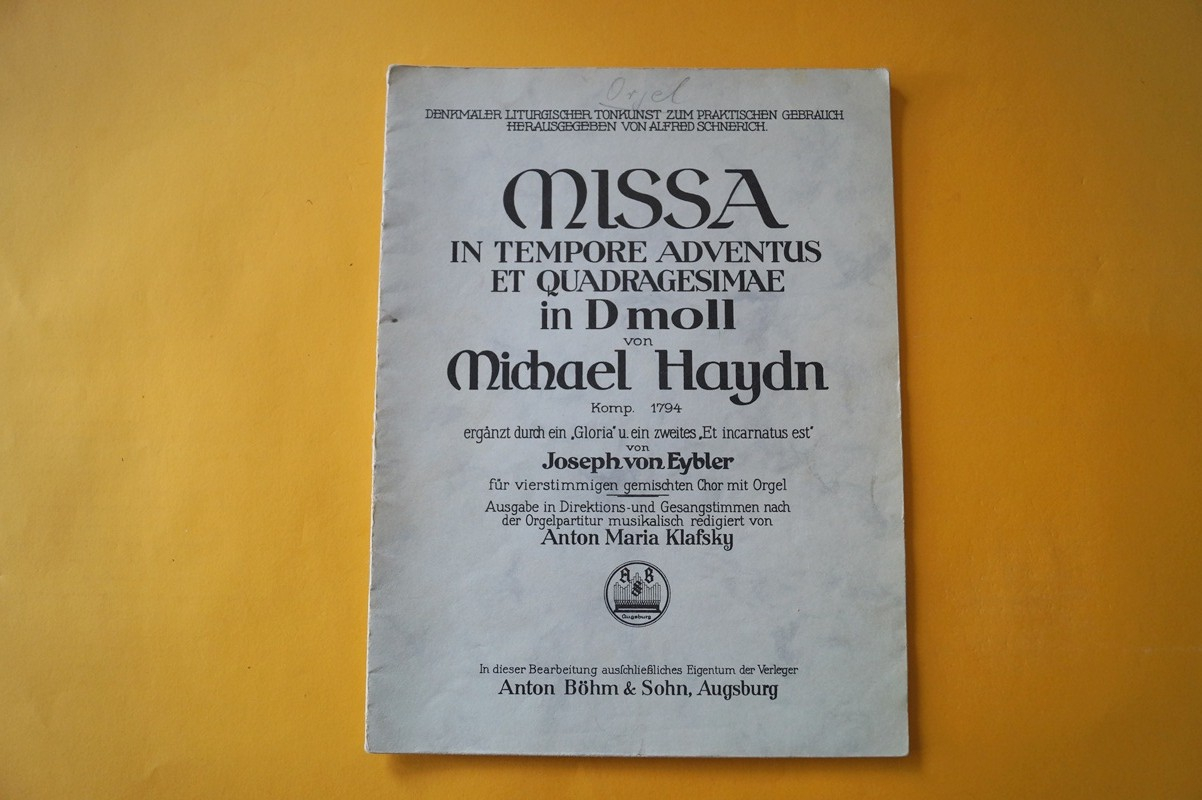 Orgel
DENKMÄLER LITURGISCHER TONKUNST ZUM PRAKTISCHEN GEBRAUCH
HERAUSGEGEBEN VON ALFRED SCHNERICH.
MISSA
IN TEMPORE ADVENTUS
ET QUADRAGESIMAE
in D moll
von
Michael Haydn
Komp. 1794
ergänzt durch ein „Gloria" u. ein zweites „Et incarnatus est"
von
Joseph von Eybler
für vierstimmigen gemischten Chor mit Orgel
Ausgabe in Direktions- und Gesangstimmen nach
der Orgelpartitur musikalisch redigiert von
Anton Maria Klafsky
A B
&
S
Augsburg
In dieser Bearbeitung ausſchließliches Eigentum der Verleger
Anton Böhm & Sohn, Augsburg